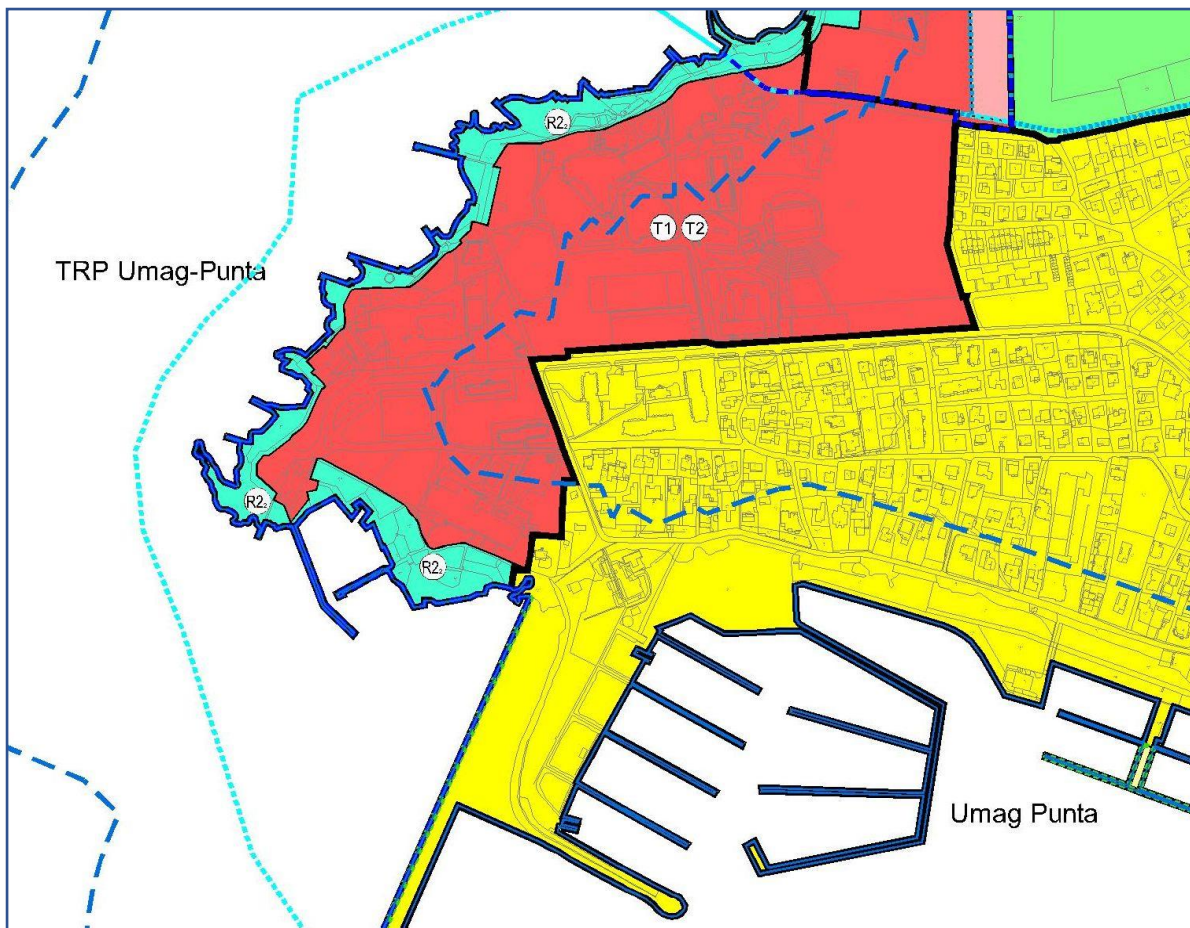 R2₂
T1 T2
TRP Umag-Punta
R2₂
R2₂
Umag Punta